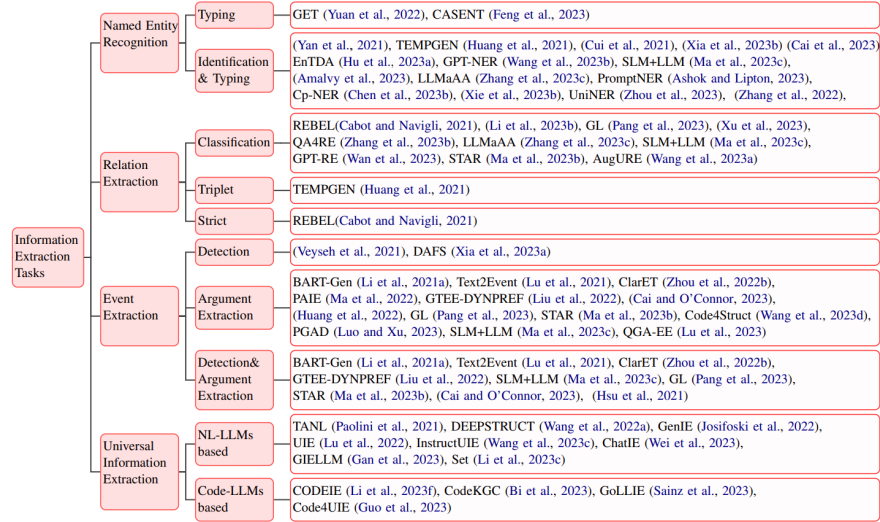 Information
Extraction
Tasks
Named Entity
Recognition
Typing
GET (Yuan et al., 2022), CASENT (Feng et al., 2023)
Identification
& Typing
(Yan et al., 2021), TEMPGEN (Huang et al., 2021), (Cui et al., 2021), (Xia et al., 2023b) (Cai et al., 2023)
EnTDA (Hu et al., 2023a), GPT-NER (Wang et al., 2023b), SLM+LLM (Ma et al., 2023c),
(Amalvy et al., 2023), LLMaAA (Zhang et al., 2023c), PromptNER (Ashok and Lipton, 2023),
Cp-NER (Chen et al., 2023b), (Xie et al., 2023b), UniNER (Zhou et al., 2023), (Zhang et al., 2022),
Relation
Extraction
Classification
REBEL(Cabot and Navigli, 2021), (Li et al., 2023b), GL (Pang et al., 2023), (Xu et al., 2023),
QA4RE (Zhang et al., 2023b), LLMaAA (Zhang et al., 2023c), SLM+LLM (Ma et al., 2023c),
GPT-RE (Wan et al., 2023), STAR (Ma et al., 2023b), AugURE (Wang et al., 2023a)
Triplet
TEMPGEN (Huang et al., 2021)
Strict
REBEL(Cabot and Navigli, 2021)
Event
Extraction
Detection
(Veyseh et al., 2021), DAFS (Xia et al., 2023a)
Argument
Extraction
BART-Gen (Li et al., 2021a), Text2Event (Lu et al., 2021), ClarET (Zhou et al., 2022b),
PAIE (Ma et al., 2022), GTEE-DYNPREF (Liu et al., 2022), (Cai and O'Connor, 2023),
(Huang et al., 2022), GL (Pang et al., 2023), STAR (Ma et al., 2023b), Code4Struct (Wang et al., 2023d),
PGAD (Luo and Xu, 2023), SLM+LLM (Ma et al., 2023c), QGA-EE (Lu et al., 2023)
Detection&
Argument
Extraction
BART-Gen (Li et al., 2021a), Text2Event (Lu et al., 2021), ClarET (Zhou et al., 2022b),
GTEE-DYNPREF (Liu et al., 2022), SLM+LLM (Ma et al., 2023c), GL (Pang et al., 2023),
STAR (Ma et al., 2023b), (Cai and O'Connor, 2023), (Hsu et al., 2021)
Universal
Information
Extraction
NL-LLMs
based
TANL (Paolini et al., 2021), DEEPSTRUCT (Wang et al., 2022a), GenIE (Josifoski et al., 2022),
UIE (Lu et al., 2022), InstructUIE (Wang et al., 2023c), ChatIE (Wei et al., 2023),
GIELLM (Gan et al., 2023), Set (Li et al., 2023c)
Code-LLMs
based
CODEIE (Li et al., 2023f), CodeKGC (Bi et al., 2023), GoLLIE (Sainz et al., 2023),
Code4UIE (Guo et al., 2023)